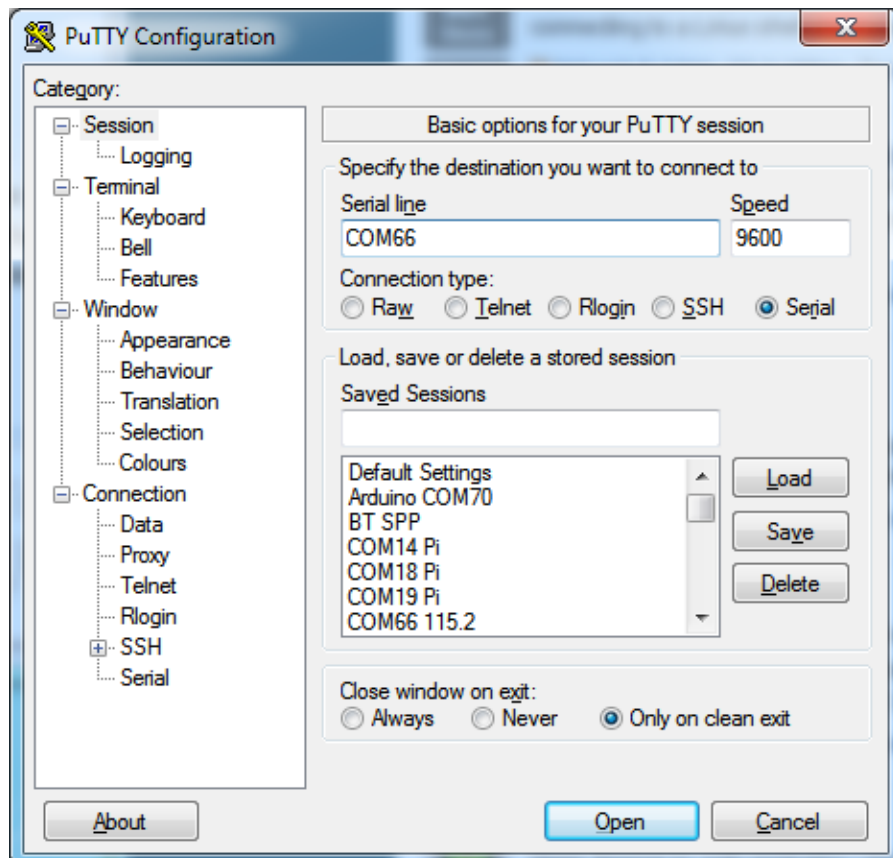 PuTTY Configuration
Category:
Session
Logging
Terminal
Keyboard
Bell
Features
Window
Appearance
Behaviour
Translation
Selection
Colours
Connection
Data
Proxy
Telnet
Rlogin
SSH
Serial
Basic options for your PuTTY session
Specify the destination you want to connect to
Serial line Speed
COM66 9600
Connection type:
Raw Telnet Rlogin SSH Serial
Load, save or delete a stored session
Saved Sessions
Default Settings
Arduino COM70
BT SPP
COM14 Pi
COM18 Pi
COM19 Pi
COM66 115.2
Load
Save
Delete
Close window on exit:
Always Never Only on clean exit
About Open Cancel